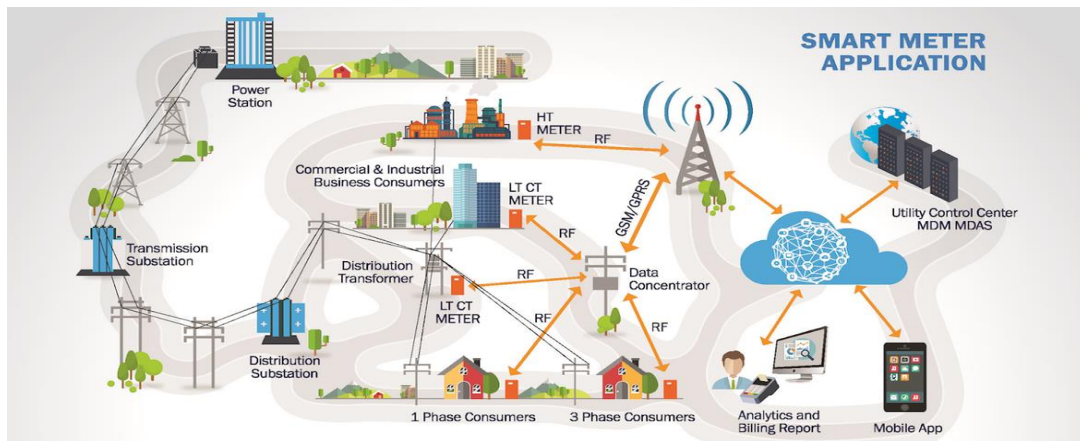 SMART METER
APPLICATION
Power
Station
HT
METER
RF
Commercial & Industrial
Business Consumers
LT CT
METER
GSM/GPRS
Utility Control Center
MDM MDAS
RF
Transmission
Substation
Distribution
Transformer
RF
Data
Concentrator
LT CT
METER
RF
RF
Distribution
Substation
1 Phase Consumers
3 Phase Consumers
Analytics and
Billing Report
Mobile App